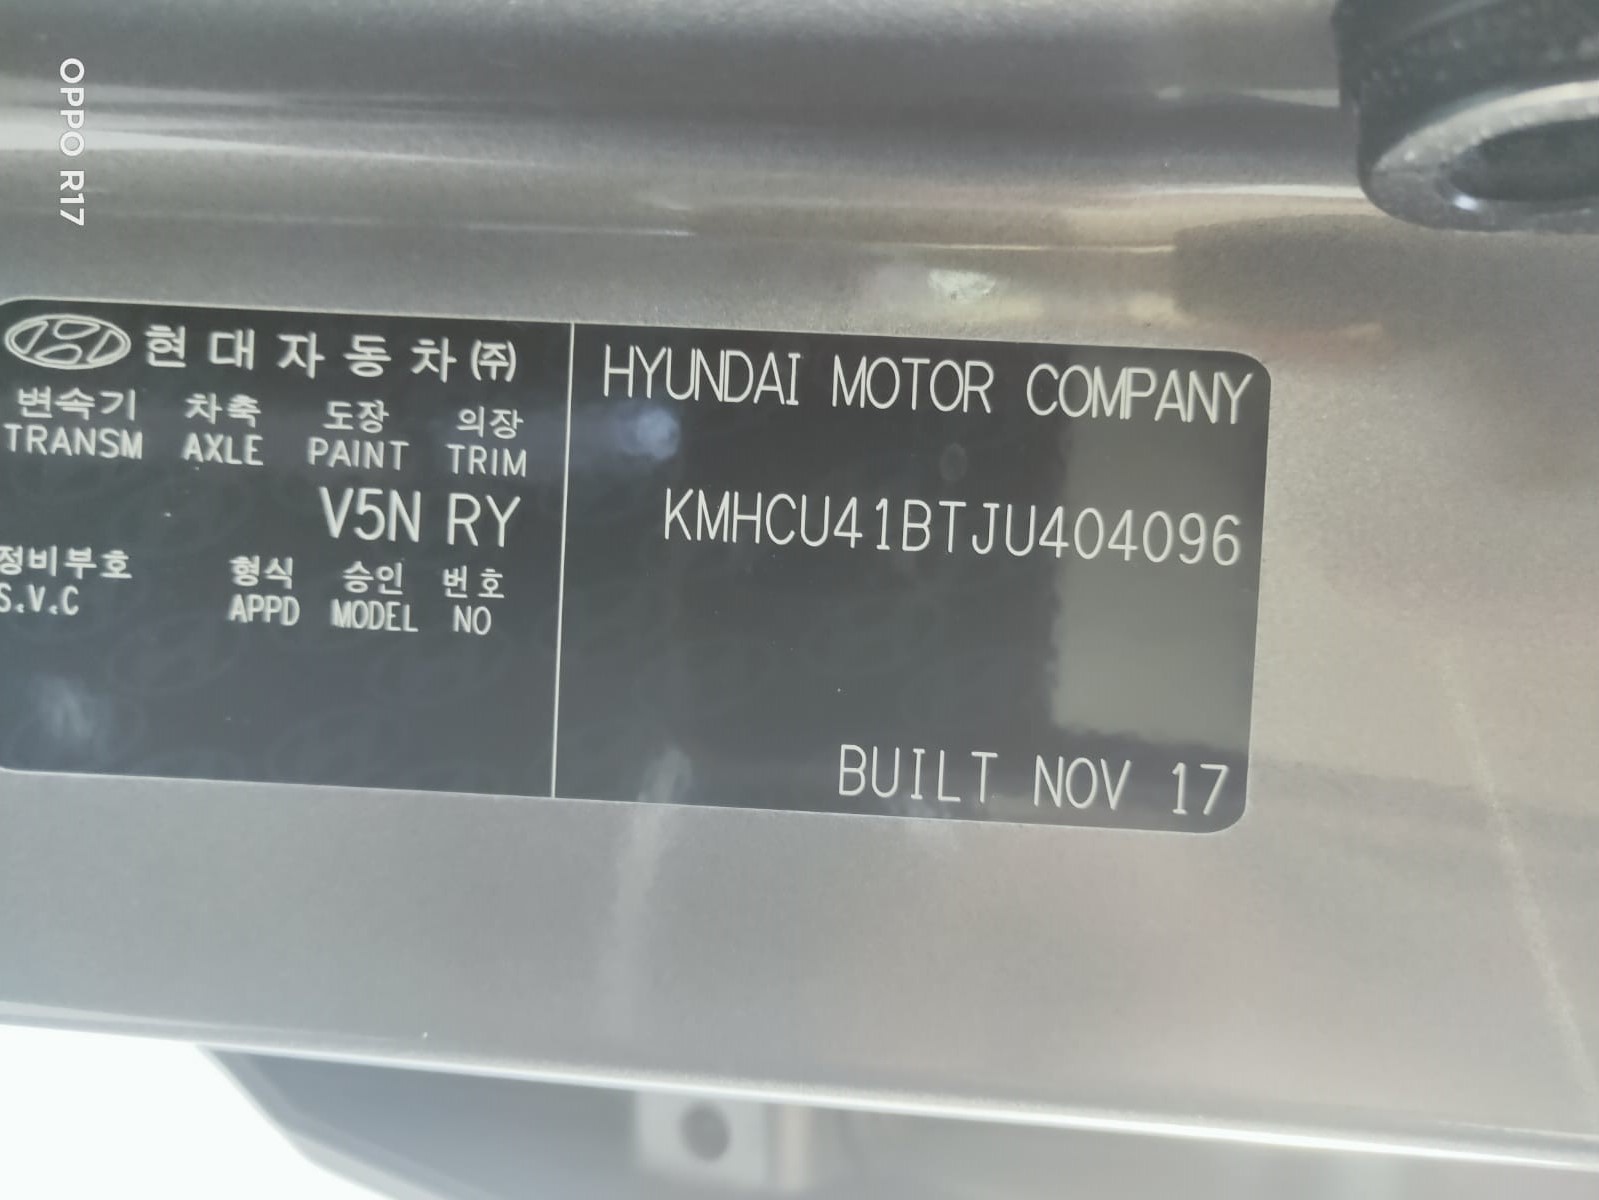 OPPO R17
현대자동차(주)
변속기 차축 도장 의장
TRANSM AXLE PAINT TRIM
V5N RY
정비부호 형식 승인 번호
S.V.C APPD MODEL NO
HYUNDAI MOTOR COMPANY
KMHCU41BTJU404096
BUILT NOV 17